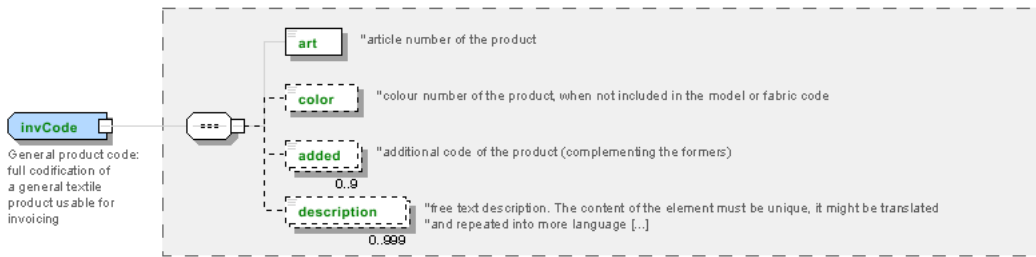 art
"article number of the product
color
"colour number of the product, when not included in the model or fabric code
invCode
General product code:
full codification of
a general textile
product usable for
invoicing
added
"additional code of the product (complementing the formers)
0..9
description
"free text description. The content of the element must be unique, it might be translated
"and repeated into more language [...]
0..999